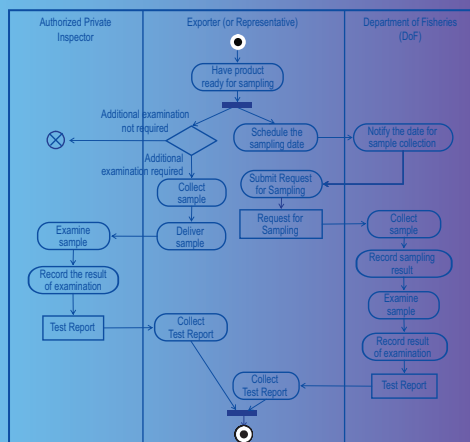 Authorized Private
Inspector
Exporter (or Representative)
Department of Fisheries
(DoF)
Have product
ready for sampling
Additional examination
not required
Schedule the
sampling date
Notify the date for
sample collection
Additional
examination required
Submit Request
for Sampling
Collect
sample
Request for
Sampling
Collect
sample
Examine
sample
Deliver
sample
Record sampling
result
Record the result
of examination
Examine
sample
Test Report
Collect
Test Report
Record result
of examination
Collect
Test Report
Test Report